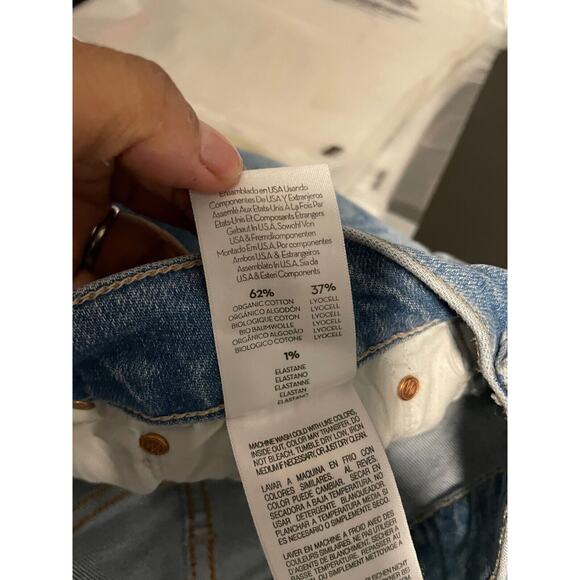 Ensamblado en USA Usando
Componentes De USA Y Extranjeros
Assemlé Aux Etats-Unis A La Fois Par
Etats-Unis Et Composants Etrangers
Gebaut In U.S.A. Sowohl Von
USA & Fremdkomponenten
Montado Em U.S.A. Por componentes
Ambos U.S.A & Estrangeiros
Assemblato In U.S.A. Sia da
USA & Esteri Components
62%
ORGANIC COTTON
ORGÁNICO ALGODÓN
BIOLOGIQUE COTON
BIO BAUMWOLLE
ORGÂNICO ALGODÃO
BIOLOGICO COTONE
37%
LYOCELL
LYOCELL
LYOCELL
LYOCELL
LYOCELL
LYOCELL
1%
ELASTANE
ELASTANO
ELASTANNE
ELASTAN
MACHINE WASH COLD WITH LIKE COLORS,
INSIDE OUT. COLOR MAY TRANSFER. DO
NOT BLEACH. TUMBLE DRY LOW, IRON
MEDIUM IF NECESSARY OR JUST DRY CLEAN.
LAVAR A MAQUINA EN FRIO CON
COLORES SIMILARES. AL REVES.
COLOR PUEDE CAMBIAR. SECAR EN
SECADORA A BAJA TEMPERATURA. NO
USAR DETERGENTE BLANQUEADOR.
PLANCHAR A TEMPERATURA MEDIA SI
ES NECESARIO O SIMPLEMENTE SECO.
LAVER EN MACHINE A FROID AVEC DES
COULEURS SIMILAIRES. NE PAS UTILISER
D'AGENTS DE BLANCHIMENT. SECHER A
BASSE TEMPERATURE. REPASSER AU